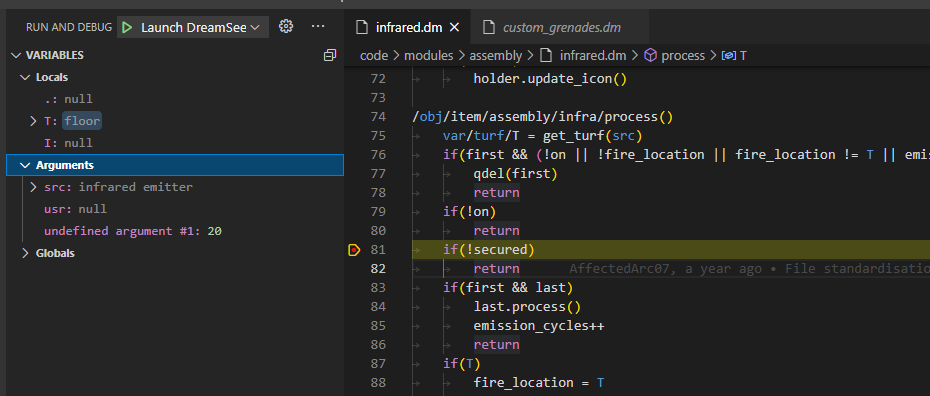 RUN AND DEBUG Launch DreamSee
VARIABLES
Locals
.: null
T: floor
I: null
Arguments
src: infrared emitter
usr: null
undefined argument #1: 20
Globals
infrared.dm custom_grenades.dm
code > modules > assembly > infrared.dm > process > T
72 holder.update_icon()
73
74 /obj/item/assembly/infra/process()
75 var/turf/T = get_turf(src)
76 if(first && (!on || !fire_location || fire_location != T || emis
77 qdel(first)
78 return
79 if(!on)
80 return
81 if(!secured)
82 return AffectedArc07, a year ago • File standardisatio
83 if(first && last)
84 last.process()
85 emission_cycles++
86 return
87 if(T)
88 fire_location = T